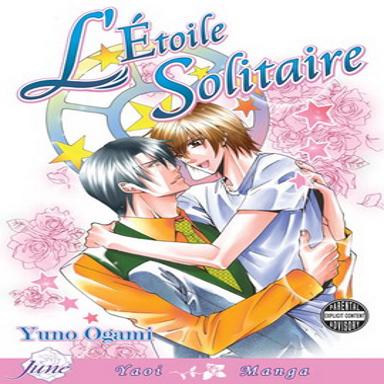 L'Étoile
Solitaire
PARENTAL
ADVISORY
EXPLICIT CONTENT
Yuno Ogami
June
Yaoi Manga